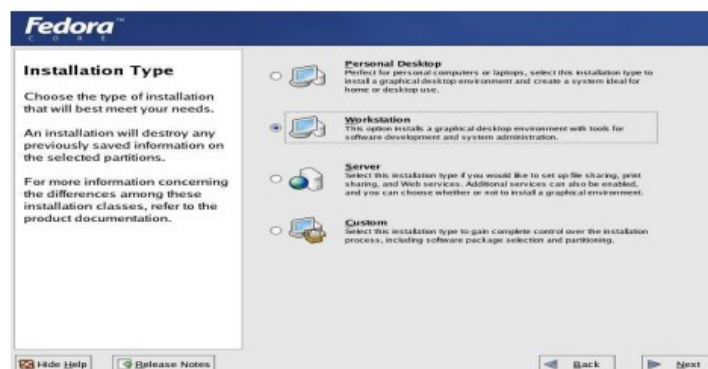 Fedora™
CORE
Installation Type
Choose the type of installation
that will best meet your needs.
An installation will destroy any
previously saved information on
the selected partitions.
For more information concerning
the differences among these
installation classes, refer to the
product documentation.
Personal Desktop
Perfect for personal computers or laptops, select this installation type to
install a graphical desktop environment and create a system ideal for
home or desktop use.
Workstation
This option installs a graphical desktop environment with tools for
software development and system administration.
Server
Select this installation type if you would like to set up file sharing, print
sharing, and Web services. Additional services can also be enabled,
and you can choose whether or not to install a graphical environment.
Custom
Select this installation type to gain complete control over the installation
process, including software package selection and partitioning.
Hide Help
Release Notes
Back
Next